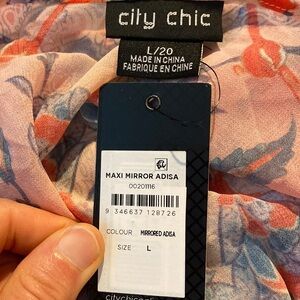 city chic
L/20
MADE IN CHINA
FABRIQUE EN CHINE
MAXI MIRROR ADISA
00201116
9 346637 128726
COLOUR MIRRORED ADISA
SIZE L